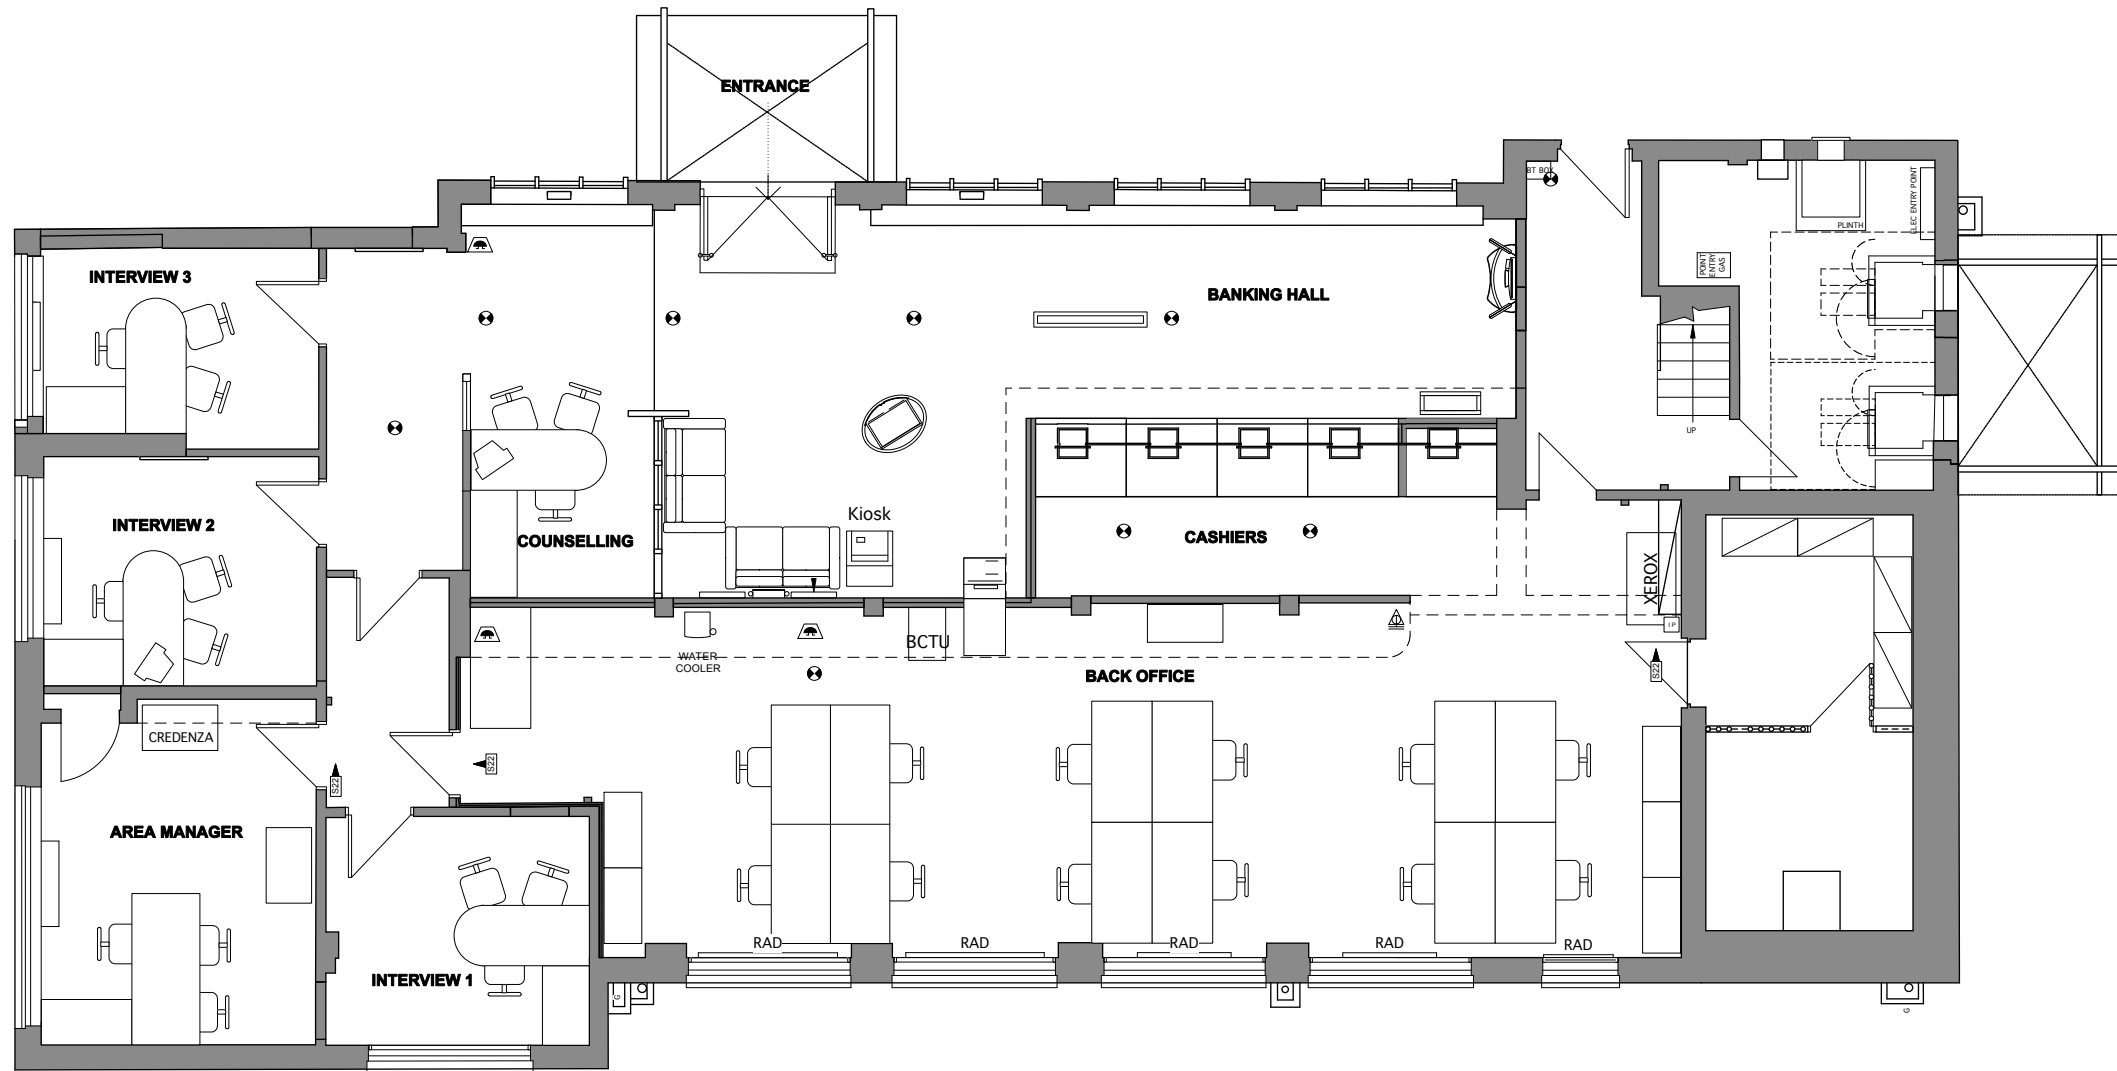 ENTRANCE
BT BOX
ELEC ENTRY POINT
PLINTH
INTERVIEW 3
BANKING HALL
POINT
ENTRY
GAS
UP
Kiosk
INTERVIEW 2
COUNSELLING
CASHIERS
XEROX
I P
BCTU
WATER
COOLER
BACK OFFICE
S22
CREDENZA
S22
S22
AREA MANAGER
RAD
RAD
RAD
RAD
RAD
INTERVIEW 1
G
G